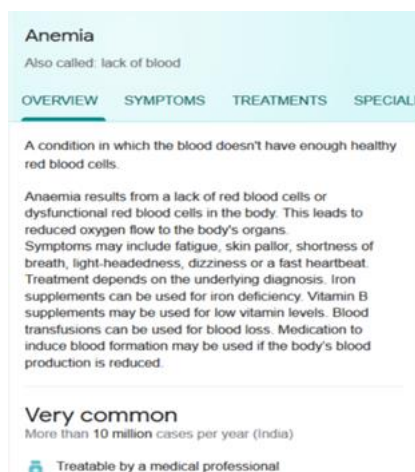 Anemia
Also called: lack of blood
OVERVIEW SYMPTOMS TREATMENTS SPECIALI
A condition in which the blood doesn't have enough healthy
red blood cells.
Anaemia results from a lack of red blood cells or
dysfunctional red blood cells in the body. This leads to
reduced oxygen flow to the body's organs.
Symptoms may include fatigue, skin pallor, shortness of
breath, light-headedness, dizziness or a fast heartbeat.
Treatment depends on the underlying diagnosis. Iron
supplements can be used for iron deficiency. Vitamin B
supplements may be used for low vitamin levels. Blood
transfusions can be used for blood loss. Medication to
induce blood formation may be used if the body's blood
production is reduced.
Very common
More than 10 million cases per year (India)
Treatable by a medical professional